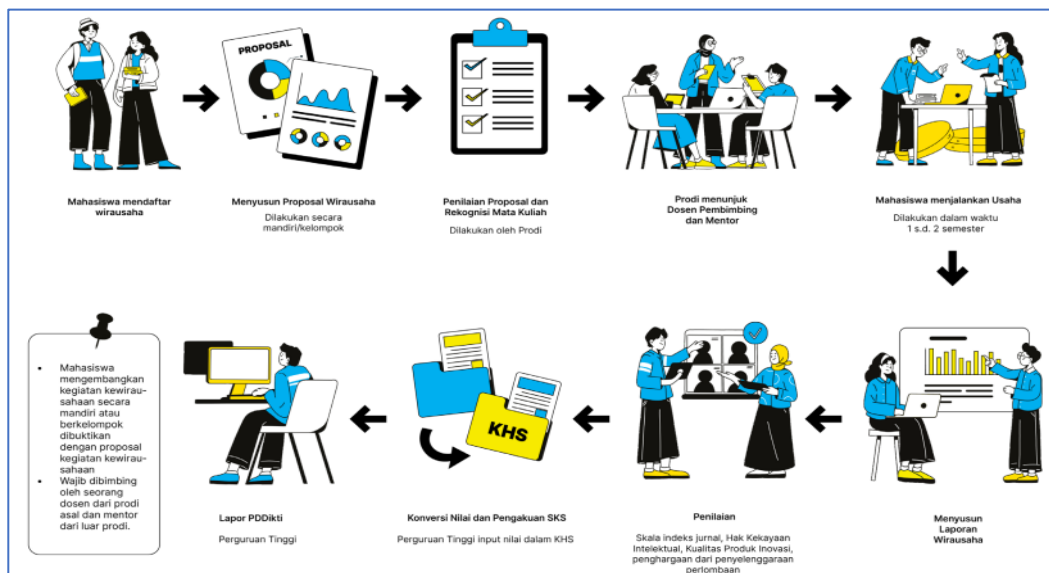 PROPOSAL
Mahasiswa mendaftar
wirausaha
Menyusun Proposal Wirausaha
Dilakukan secara
mandiri/kelompok
Penilaian Proposal dan
Rekognisi Mata Kuliah
Dilakukan oleh Prodi
Prodi menunjuk
Dosen Pembimbing
dan Mentor
Mahasiswa menjalankan Usaha
Dilakukan dalam waktu
1 s.d. 2 semester
Menyusun
Laporan
Wirausaha
Penilaian
Skala indeks jurnal, Hak Kekayaan
Intelektual, Kualitas Produk Inovasi,
penghargaan dari penyelenggaraan
perlombaan
KHS
Konversi Nilai dan Pengakuan SKS
Perguruan Tinggi input nilai dalam KHS
Lapor PDDikti
Perguruan Tinggi
• Mahasiswa
mengembangkan
kegiatan kewirau-
sahaan secara
mandiri atau
berkelompok
dibuktikan
dengan proposal
kegiatan kewirau-
sahaan
• Wajib dibimbing
oleh seorang
dosen dari prodi
asal dan mentor
dari luar prodi.